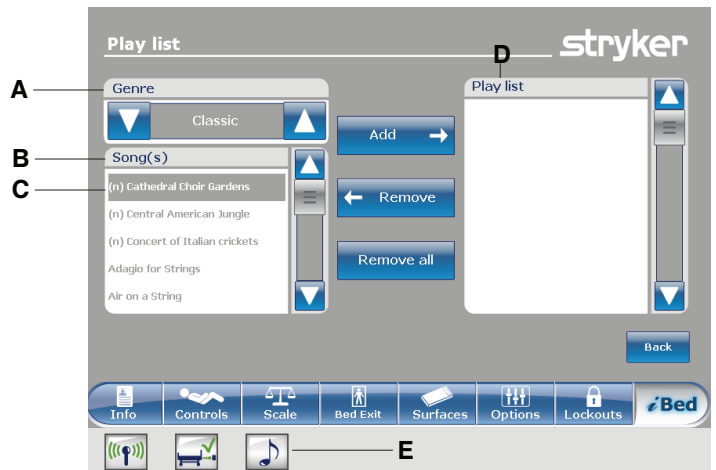 Play list
stryker
D
A
Genre
Play list
Classic
Add
B
Song(s)
C
(n) Cathedral Choir Gardens
Remove
(n) Central American Jungle
(n) Concert of Italian crickets
Remove all
Adagio for Strings
Air on a String
Back
Info
Controls
Scale
Bed Exit
Surfaces
Options
Lockouts
iBed
E